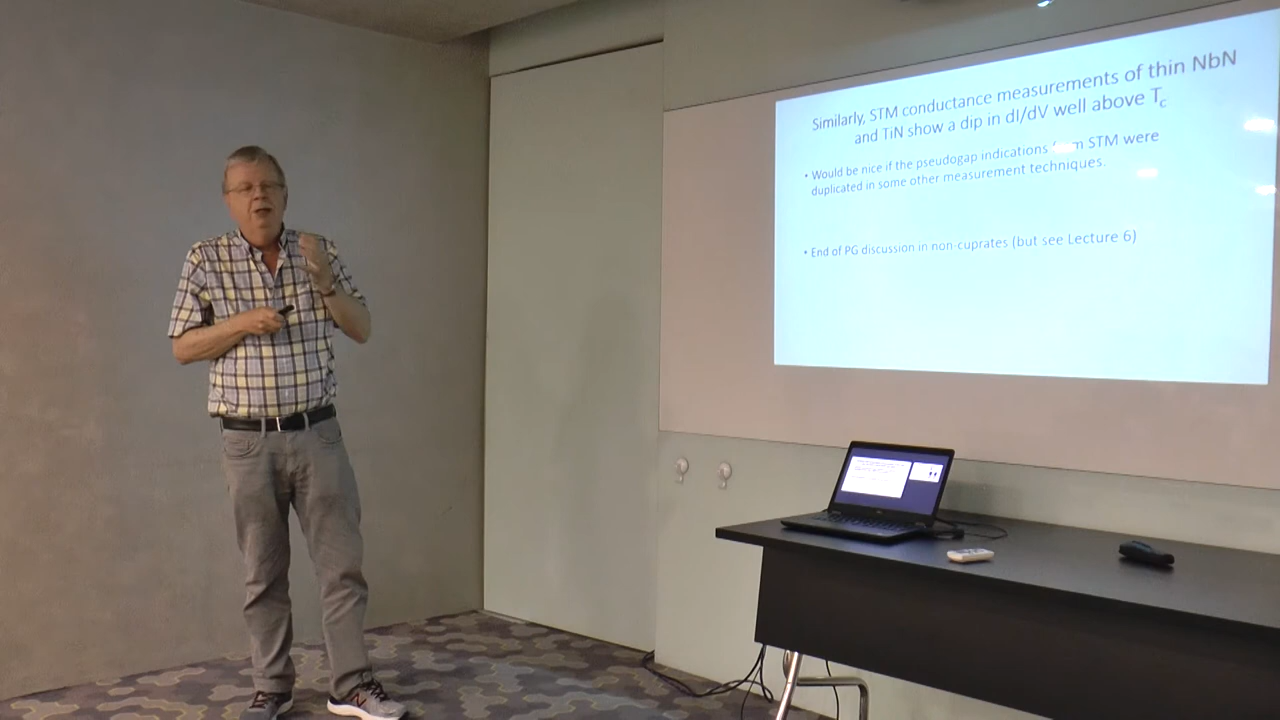 Similarly, STM conductance measurements of thin NbN
and TiN show a dip in dI/dV well above Tc
• Would be nice if the pseudogap indications from STM were
duplicated in some other measurement techniques.
• End of PG discussion in non-cuprates (but see Lecture 6)